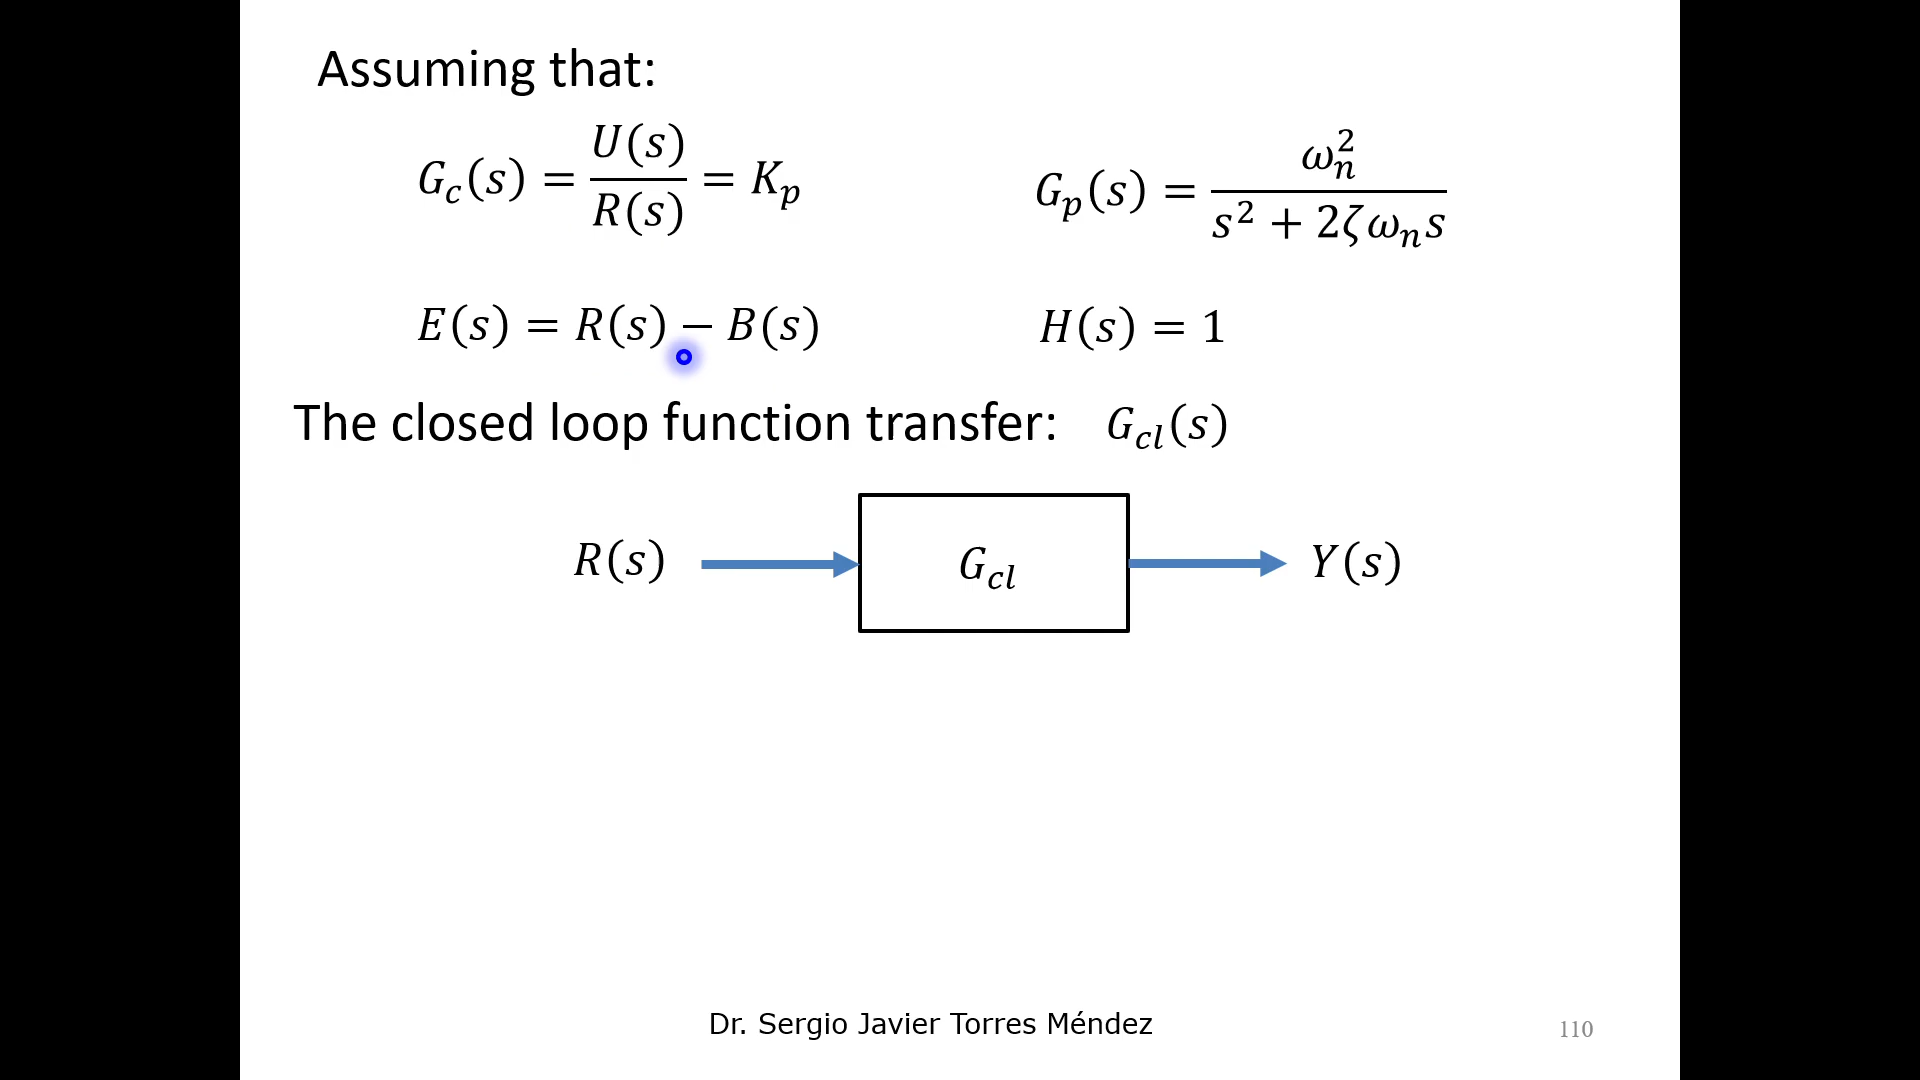 Assuming that:
G_c(s) = U(s)/R(s) = K_p
G_p(s) = ω_n^2/(s^2 + 2ζω_n s)
E(s) = R(s) − B(s)
H(s) = 1
The closed loop function transfer: G_cl(s)
R(s)
G_cl
Y(s)
Dr. Sergio Javier Torres Méndez
110